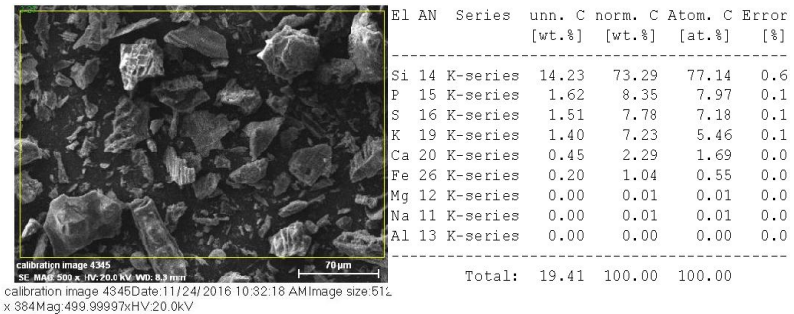 calibration image 4345
SE MAG: 500 x HV: 20.0 kV WD: 8.3 mm
70 µm
calibration image 4345Date:11/24/2016 10:32:18 AMImage size:512
x 384Mag:499.99997xHV:20.0kV
El AN Series unn. C norm. C Atom. C Error
[wt.%] [wt.%] [at.%] [%]
Si 14 K-series 14.23 73.29 77.14 0.6
P 15 K-series 1.62 8.35 7.97 0.1
S 16 K-series 1.51 7.78 7.18 0.1
K 19 K-series 1.40 7.23 5.46 0.1
Ca 20 K-series 0.45 2.29 1.69 0.0
Fe 26 K-series 0.20 1.04 0.55 0.0
Mg 12 K-series 0.00 0.01 0.01 0.0
Na 11 K-series 0.00 0.01 0.01 0.0
Al 13 K-series 0.00 0.00 0.00 0.0
Total: 19.41 100.00 100.00